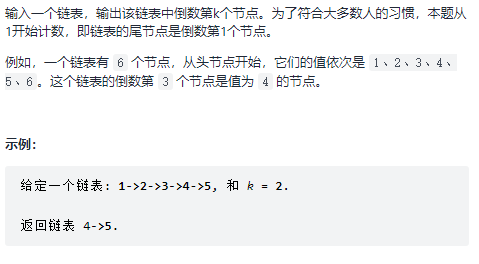 输入一个链表，输出该链表中倒数第k个节点。为了符合大多数人的习惯，本题从
1开始计数，即链表的尾节点是倒数第1个节点。
例如，一个链表有 6 个节点，从头节点开始，它们的值依次是 1、2、3、4、
5、6。这个链表的倒数第 3 个节点是值为 4 的节点。
示例：
给定一个链表: 1->2->3->4->5, 和 k = 2.
返回链表 4->5.